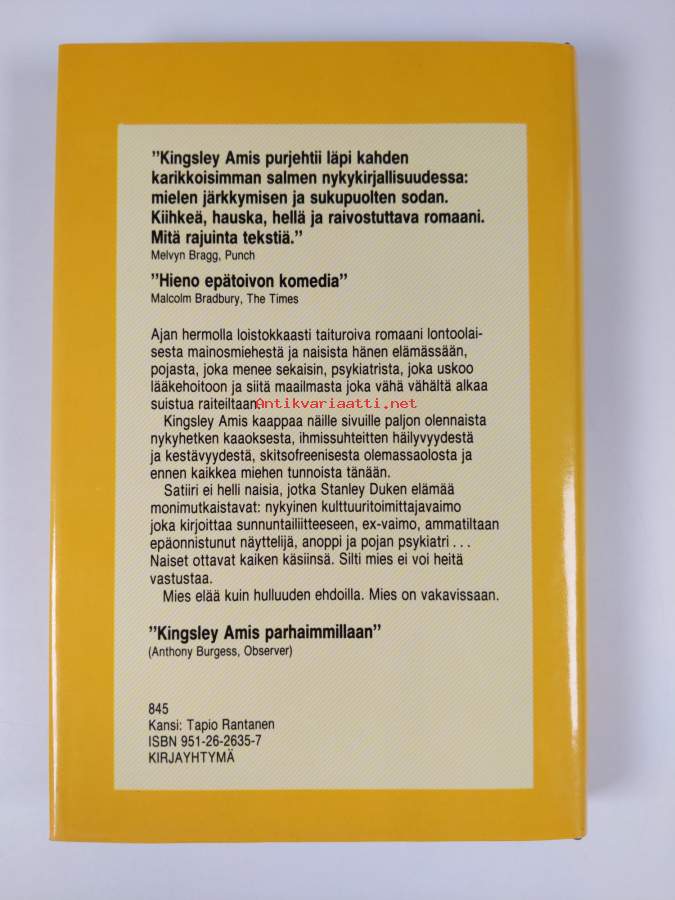 "Kingsley Amis purjehtii läpi kahden
karikkoisimman salmen nykykirjallisuudessa:
mielen järkkymisen ja sukupuolten sodan.
Kiihkeä, hauska, hellä ja raivostuttava romaani.
Mitä rajuinta tekstiä."
Melvyn Bragg, Punch
"Hieno epätoivon komedia"
Malcolm Bradbury, The Times
Ajan hermolla loistokkaasti taituroiva romaani lontoolai-
sesta mainosmiehestä ja naisista hänen elämässään,
pojasta, joka menee sekaisin, psykiatrista, joka uskoo
lääkehoitoon ja siitä maailmasta joka vähä vähältä alkaa
suistua raiteiltaan.
Antikvariaatti.net
Kingsley Amis kaappaa näille sivuille paljon olennaista
nykyhetken kaaoksesta, ihmissuhteitten häilyvyydestä
ja kestävyydestä, skitsofreenisesta olemassaolosta ja
ennen kaikkea miehen tunnoista tänään.
Satiiri ei helli naisia, jotka Stanley Duken elämää
monimutkaistavat: nykyinen kulttuuritoimittajavaimo
joka kirjoittaa sunnuntailiitteeseen, ex-vaimo, ammatiltaan
epäonnistunut näyttelijä, anoppi ja pojan psykiatri . . .
Naiset ottavat kaiken käsiinsä. Silti mies ei voi heitä
vastustaa.
Mies elää kuin hulluuden ehdoilla. Mies on vakavissaan.
"Kingsley Amis parhaimmillaan"
(Anthony Burgess, Observer)
845
Kansi: Tapio Rantanen
ISBN 951-26-2635-7
KIRJAYHTYMÄ